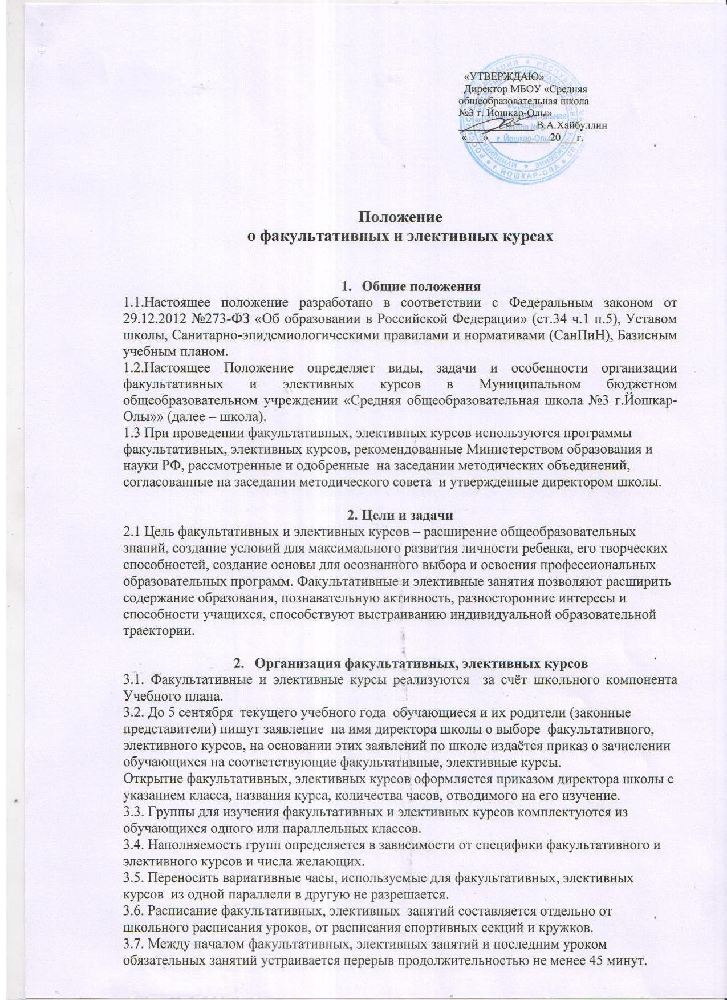 «УТВЕРЖДАЮ»
Директор МБОУ «Средняя
общеобразовательная школа
№3 г. Йошкар-Олы»
______________ В.А.Хайбуллин
«___» ___________20___г.
Положение
о факультативных и элективных курсах
1. Общие положения
1.1.Настоящее положение разработано в соответствии с Федеральным законом от
29.12.2012 №273-ФЗ «Об образовании в Российской Федерации» (ст.34 ч.1 п.5), Уставом
школы, Санитарно-эпидемиологическими правилами и нормативами (СанПиН), Базисным
учебным планом.
1.2.Настоящее Положение определяет виды, задачи и особенности организации
факультативных и элективных курсов в Муниципальном бюджетном
общеобразовательном учреждении «Средняя общеобразовательная школа №3 г.Йошкар-
Олы»» (далее – школа).
1.3 При проведении факультативных, элективных курсов используются программы
факультативных, элективных курсов, рекомендованные Министерством образования и
науки РФ, рассмотренные и одобренные на заседании методических объединений,
согласованные на заседании методического совета и утвержденные директором школы.
2. Цели и задачи
2.1 Цель факультативных и элективных курсов – расширение общеобразовательных
знаний, создание условий для максимального развития личности ребенка, его творческих
способностей, создание основы для осознанного выбора и освоения профессиональных
образовательных программ. Факультативные и элективные занятия позволяют расширить
содержание образования, познавательную активность, разносторонние интересы и
способности учащихся, способствуют выстраиванию индивидуальной образовательной
траектории.
2. Организация факультативных, элективных курсов
3.1. Факультативные и элективные курсы реализуются за счёт школьного компонента
Учебного плана.
3.2. До 5 сентября текущего учебного года обучающиеся и их родители (законные
представители) пишут заявление на имя директора школы о выборе факультативного,
элективного курсов, на основании этих заявлений по школе издаётся приказ о зачислении
обучающихся на соответствующие факультативные, элективные курсы.
Открытие факультативных, элективных курсов оформляется приказом директора школы с
указанием класса, названия курса, количества часов, отводимого на его изучение.
3.3. Группы для изучения факультативных и элективных курсов комплектуются из
обучающихся одного или параллельных классов.
3.4. Наполняемость групп определяется в зависимости от специфики факультативного и
элективного курсов и числа желающих.
3.5. Переносить вариативные часы, используемые для факультативных, элективных
курсов из одной параллели в другую не разрешается.
3.6. Расписание факультативных, элективных занятий составляется отдельно от
школьного расписания уроков, от расписания спортивных секций и кружков.
3.7. Между началом факультативных, элективных занятий и последним уроком
обязательных занятий устраивается перерыв продолжительностью не менее 45 минут.